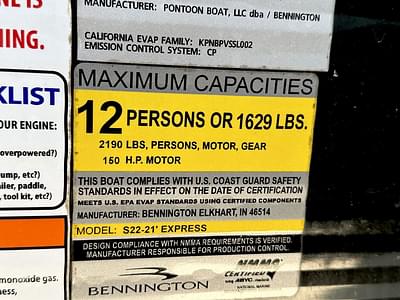 NE IS
NING.
KLIST
OUR ENGINE:
overpowered?)
ump, etc?)
iler, paddle,
, tool kit, etc?)
monoxide gas.
MANUFACTURER: PONTOON BOAT, LLC dba / BENNINGTON
CALIFORNIA EVAP FAMILY: KPNBPVSSL002
EMISSION CONTROL SYSTEM: CP
MAXIMUM CAPACITIES
12 PERSONS OR 1629 LBS.
2190 LBS, PERSONS, MOTOR, GEAR
150 H.P. MOTOR
THIS BOAT COMPLIES WITH U.S. COAST GUARD SAFETY
STANDARDS IN EFFECT ON THE DATE OF CERTIFICATION
MEETS U.S. EPA EVAP STANDARDS USING CERTIFIED COMPONENTS
MANUFACTURER: BENNINGTON ELKHART, IN 46514
MODEL: S22-21' EXPRESS
DESIGN COMPLIANCE WITH NMMA REQUIREMENTS IS VERIFIED.
MANUFACTURER RESPONSIBLE FOR PRODUCTION CONTROL.
BENNINGTON
NMMA
CERTIFIED